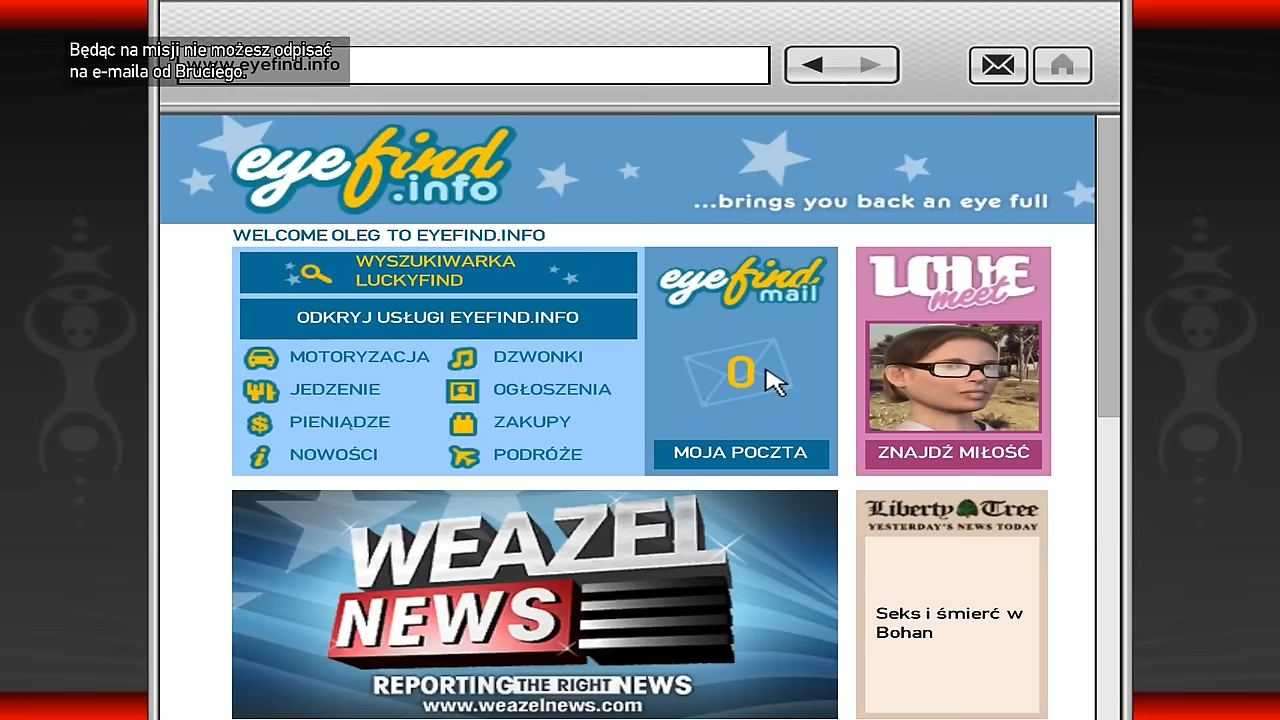 Będąc na misji nie możesz odpisać
na e-maila od Bruciego.
www.eyefind.info
eyefind
.info
...brings you back an eye full
WELCOME OLEG TO EYEFIND.INFO
WYSZUKIWARKA
LUCKYFIND
ODKRYJ USŁUGI EYEFIND.INFO
MOTORYZACJA
DZWONKI
JEDZENIE
OGŁOSZENIA
PIENIĄDZE
ZAKUPY
NOWOŚCI
PODRÓŻE
eyefind
mail
0
MOJA POCZTA
LOVE
meet
ZNAJDŹ MIŁOŚĆ
WEAZEL
NEWS
REPORTING THE RIGHT NEWS
www.weazelnews.com
Liberty Tree
YESTERDAY'S NEWS TODAY
Seks i śmierć w
Bohan